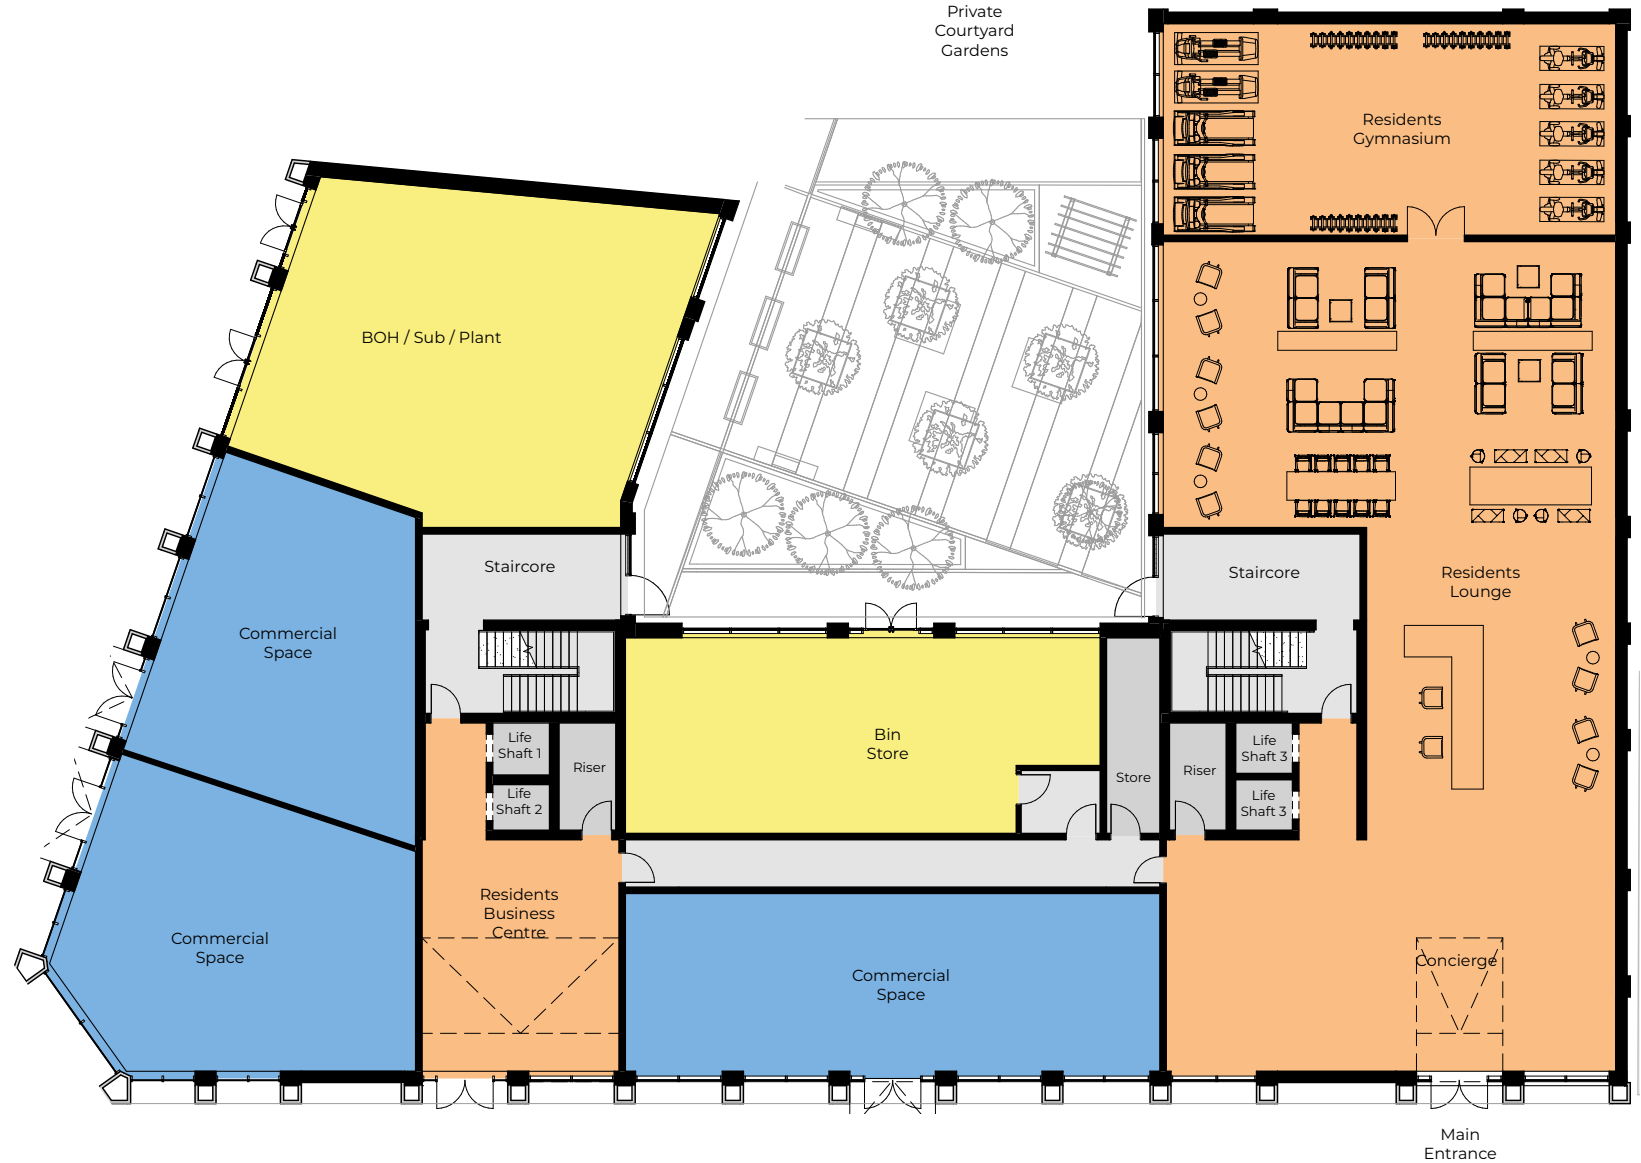 Private
Courtyard
Gardens
Residents
Gymnasium
BOH / Sub / Plant
Staircore
Staircore
Residents
Lounge
Commercial
Space
Bin
Store
Life
Shaft 1
Riser
Life
Shaft 2
Store
Riser
Life
Shaft 3
Life
Shaft 3
Residents
Business
Centre
Commercial
Space
Commercial
Space
Concierge
Main
Entrance